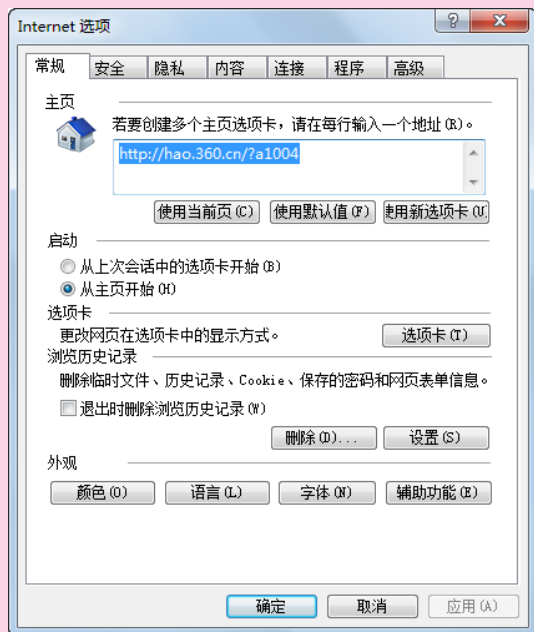 Internet 选项
常规 安全 隐私 内容 连接 程序 高级
主页
若要创建多个主页选项卡，请在每行输入一个地址(R)。
http://hao.360.cn/?a1004
使用当前页(C) 使用默认值(F) 使用新选项卡(U)
启动
从上次会话中的选项卡开始(B)
从主页开始(H)
选项卡
更改网页在选项卡中的显示方式。 选项卡(T)
浏览历史记录
删除临时文件、历史记录、Cookie、保存的密码和网页表单信息。
退出时删除浏览历史记录(W)
删除(D)... 设置(S)
外观
颜色(O) 语言(L) 字体(N) 辅助功能(E)
确定 取消 应用(A)